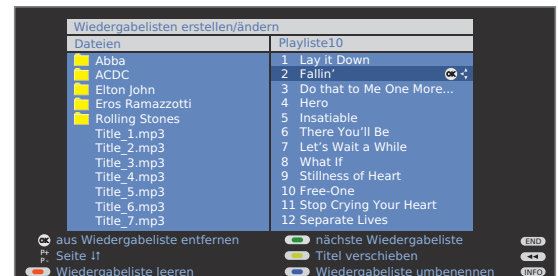 Wiedergabelisten erstellen/ändern
Dateien
Abba
ACDC
Elton John
Eros Ramazzotti
Rolling Stones
Title_1.mp3
Title_2.mp3
Title_3.mp3
Title_4.mp3
Title_5.mp3
Title_6.mp3
Title_7.mp3
Playliste10
1 Lay it Down
2 Fallin’ OK
3 Do that to Me One More...
4 Hero
5 Insatiable
6 There You’ll Be
7 Let’s Wait a While
8 What If
9 Stillness of Heart
10 Free-One
11 Stop Crying Your Heart
12 Separate Lives
OK aus Wiedergabeliste entfernen
P+ P- Seite ↓↑
Wiedergabeliste leeren
nächste Wiedergabeliste
Titel verschieben
Wiedergabeliste umbenennen
END
INFO